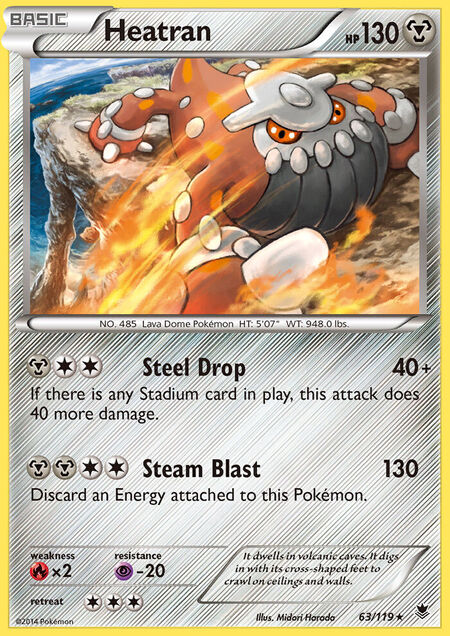 BASIC
Heatran
HP 130
NO. 485 Lava Dome Pokémon HT: 5'07" WT: 948.0 lbs.
Steel Drop 40+
If there is any Stadium card in play, this attack does
40 more damage.
Steam Blast 130
Discard an Energy attached to this Pokémon.
weakness
×2
resistance
-20
retreat
It dwells in volcanic caves. It digs
in with its cross-shaped feet to
crawl on ceilings and walls.
©2014 Pokémon
Illus. Midori Harada
63/119 ★